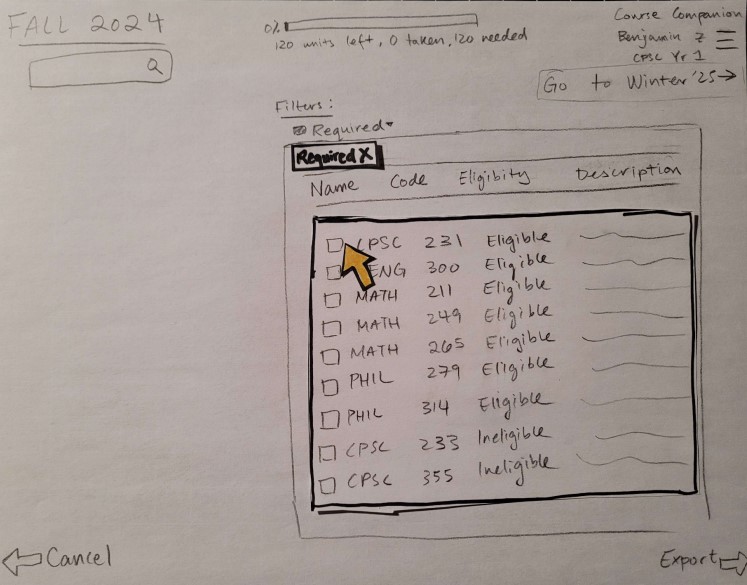 FALL 2024
0%
120 units left, 0 taken, 120 needed
Course Companion
Benjamin Z
CPSC Yr 1
Go to Winter '25
Filters:
Required
Required X
Name Code Eligibity Description
CPSC 231 Eligible
ENG 300 Eligible
MATH 211 Eligible
MATH 249 Eligible
MATH 265 Eligible
PHIL 279 Eligible
PHIL 314 Eligible
CPSC 233 Ineligible
CPSC 355 Ineligible
Cancel
Export